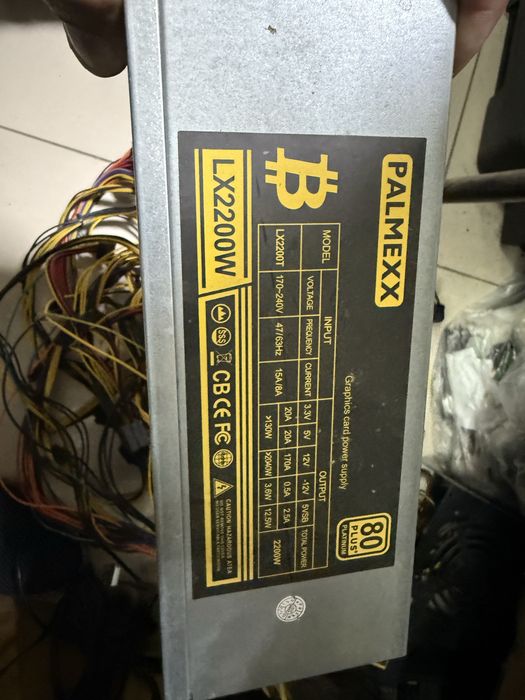 PALMEXX
Graphics card power supply
80
PLUS
PLATINUM
MODEL INPUT OUTPUT
VOLTAGE FREQUENCY CURRENT 3.3V 5V 12V -12V 5VSB TOTAL POWER
LX2200T 170~240V 47/63Hz 15A/8A 20A 20A 170A 0.5A 2.5A 2200W
>130W >2040W 3.6W 12.5W
LX2200W
CB CE FC
CAUTION HAZARDOUS